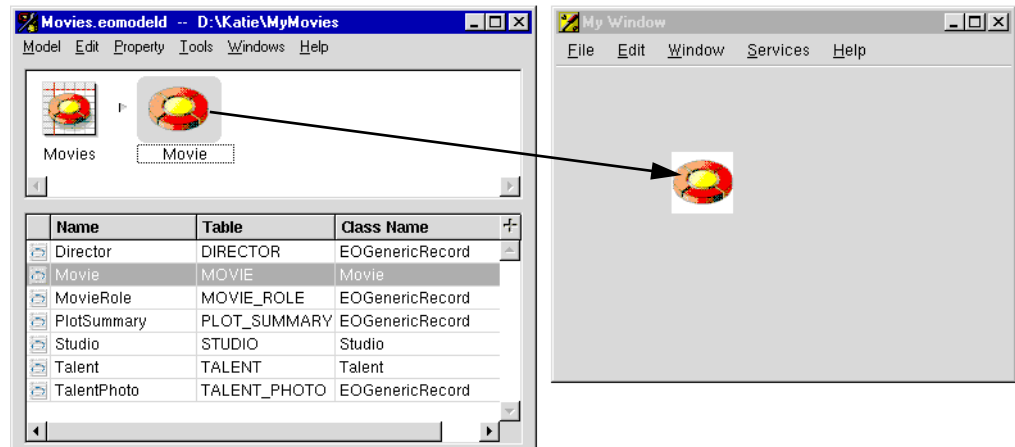 Movies.eomodeld -- D:\Katie\MyMovies
Model Edit Property Tools Windows Help
Movies Movie
Name Table Class Name
Director DIRECTOR EOGenericRecord
Movie MOVIE Movie
MovieRole MOVIE_ROLE EOGenericRecord
PlotSummary PLOT_SUMMARY EOGenericRecord
Studio STUDIO Studio
Talent TALENT Talent
TalentPhoto TALENT_PHOTO EOGenericRecord
My Window
File Edit Window Services Help